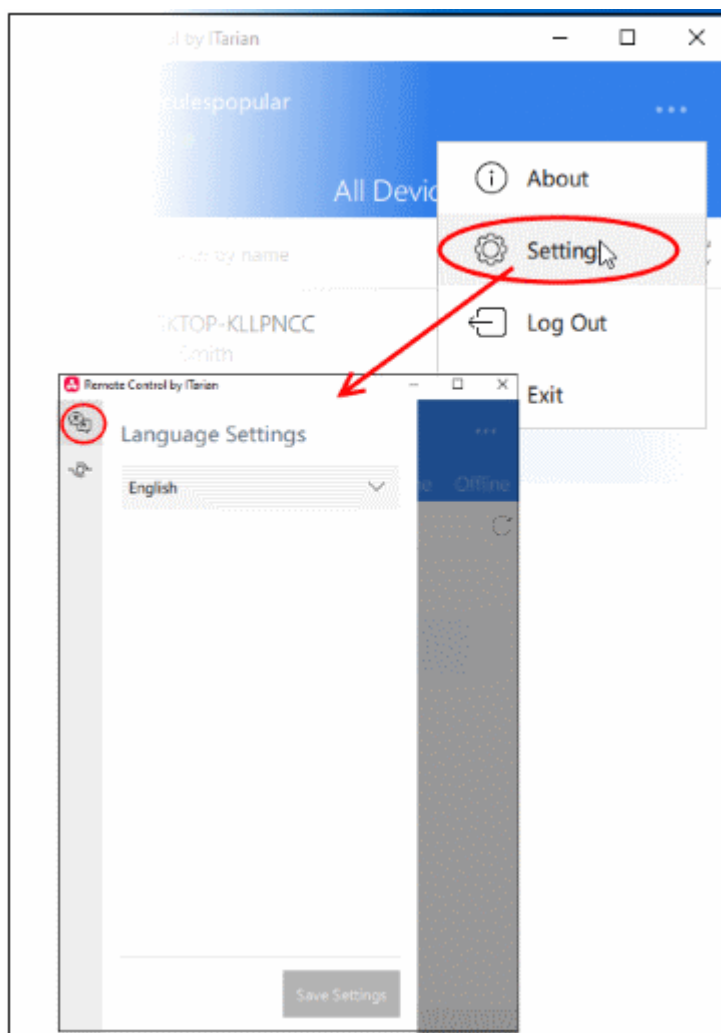 l by ITarian
culespopular
All Devic
by name
KTOP-KLLPNCC
Smith
About
Setting
Log Out
Exit
Remote Control by ITarian
Language Settings
English
ne Offline
Save Settings